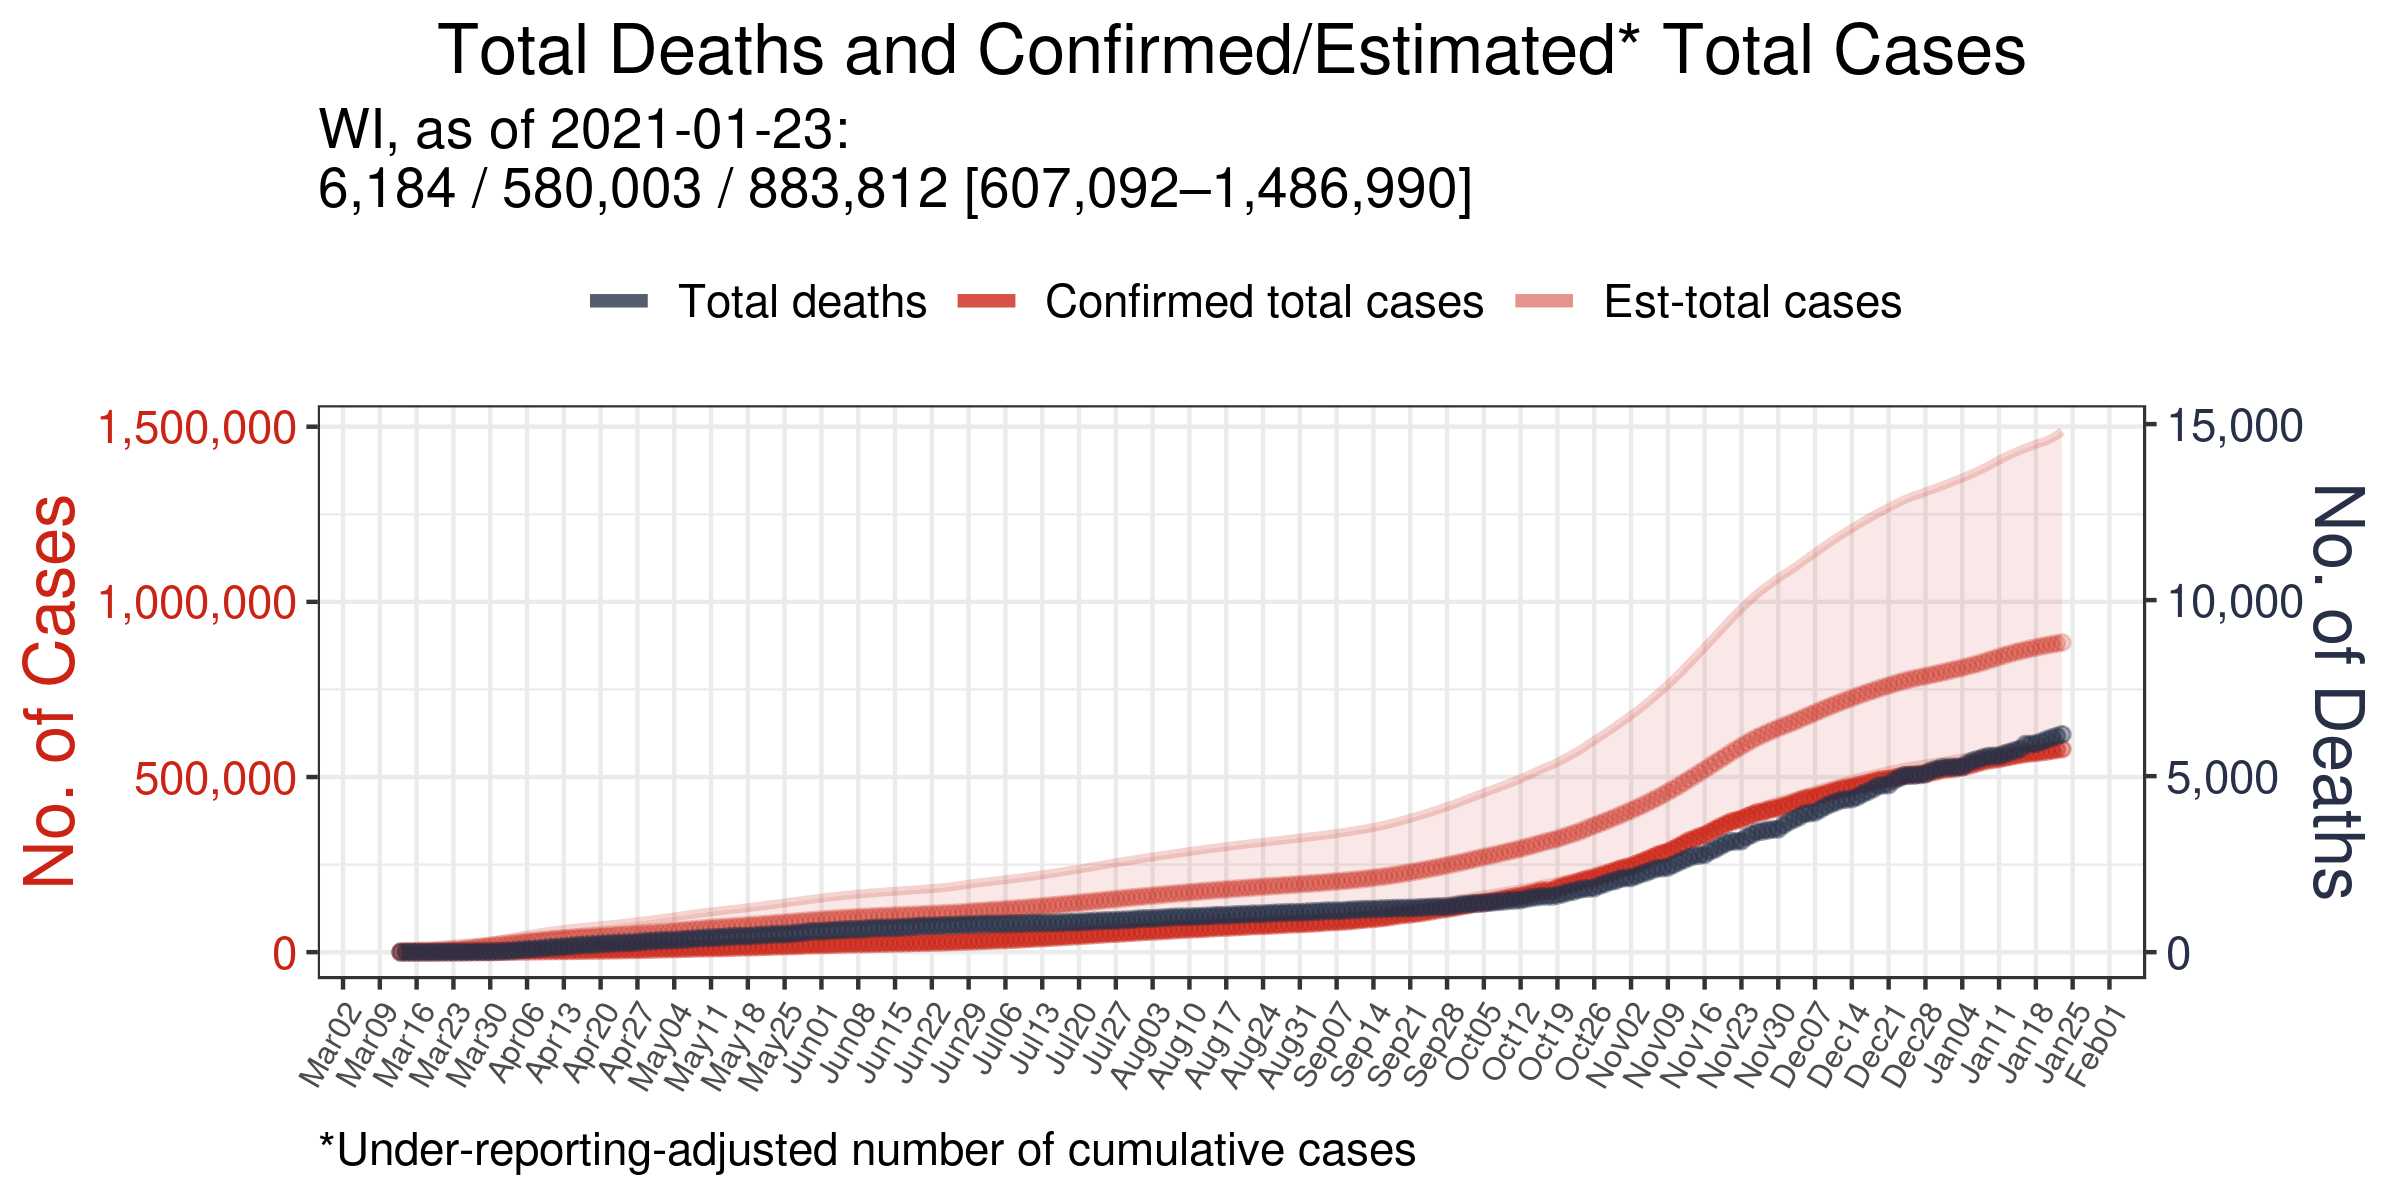 Total Deaths and Confirmed/Estimated* Total Cases
WI, as of 2021-01-23:
6,184 / 580,003 / 883,812 [607,092–1,486,990]
Total deaths
Confirmed total cases
Est-total cases
No. of Cases
1,500,000
1,000,000
500,000
0
15,000
10,000
5,000
0
No. of Deaths
Mar02
Mar09
Mar16
Mar23
Mar30
Apr06
Apr13
Apr20
Apr27
May04
May11
May18
May25
Jun01
Jun08
Jun15
Jun22
Jun29
Jul06
Jul13
Jul20
Jul27
Aug03
Aug10
Aug17
Aug24
Aug31
Sep07
Sep14
Sep21
Sep28
Oct05
Oct12
Oct19
Oct26
Nov02
Nov09
Nov16
Nov23
Nov30
Dec07
Dec14
Dec21
Dec28
Jan04
Jan11
Jan18
Jan25
Feb01
*Under-reporting-adjusted number of cumulative cases